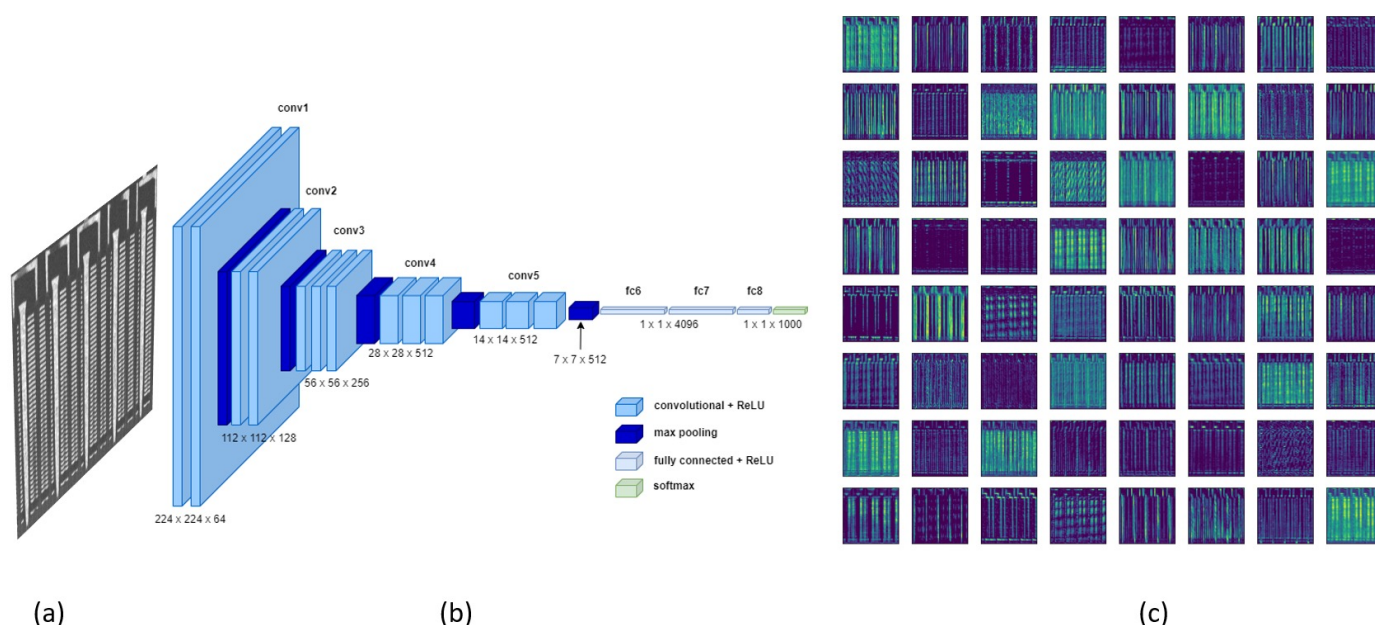 conv1
conv2
conv3
conv4
conv5
fc6
fc7
fc8
1 x 1 x 4096
1 x 1 x 1000
28 x 28 x 512
14 x 14 x 512
7 x 7 x 512
56 x 56 x 256
112 x 112 x 128
224 x 224 x 64
convolutional + ReLU
max pooling
fully connected + ReLU
softmax
(a)
(b)
(c)